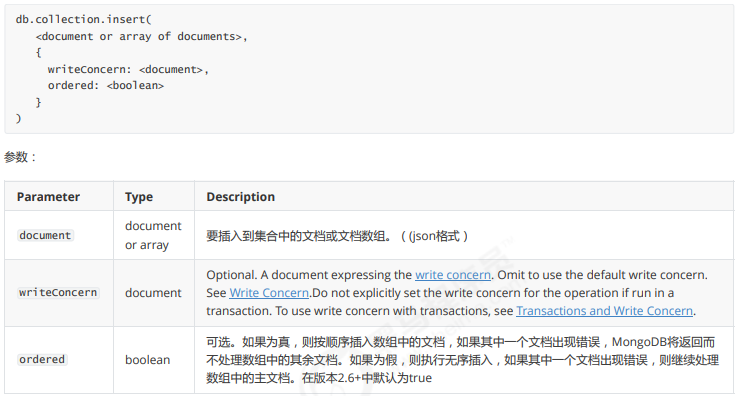 db.collection.insert(
<document or array of documents>,
{
writeConcern: <document>,
ordered: <boolean>
}
)
参数：
Parameter Type Description
document document or array 要插入到集合中的文档或文档数组。（(json格式）
writeConcern document Optional. A document expressing the write concern. Omit to use the default write concern.
See Write Concern.Do not explicitly set the write concern for the operation if run in a
transaction. To use write concern with transactions, see Transactions and Write Concern.
ordered boolean 可选。如果为真，则按顺序插入数组中的文档，如果其中一个文档出现错误，MongoDB将返回而
不处理数组中的其余文档。如果为假，则执行无序插入，如果其中一个文档出现错误，则继续处理
数组中的主文档。在版本2.6+中默认为true